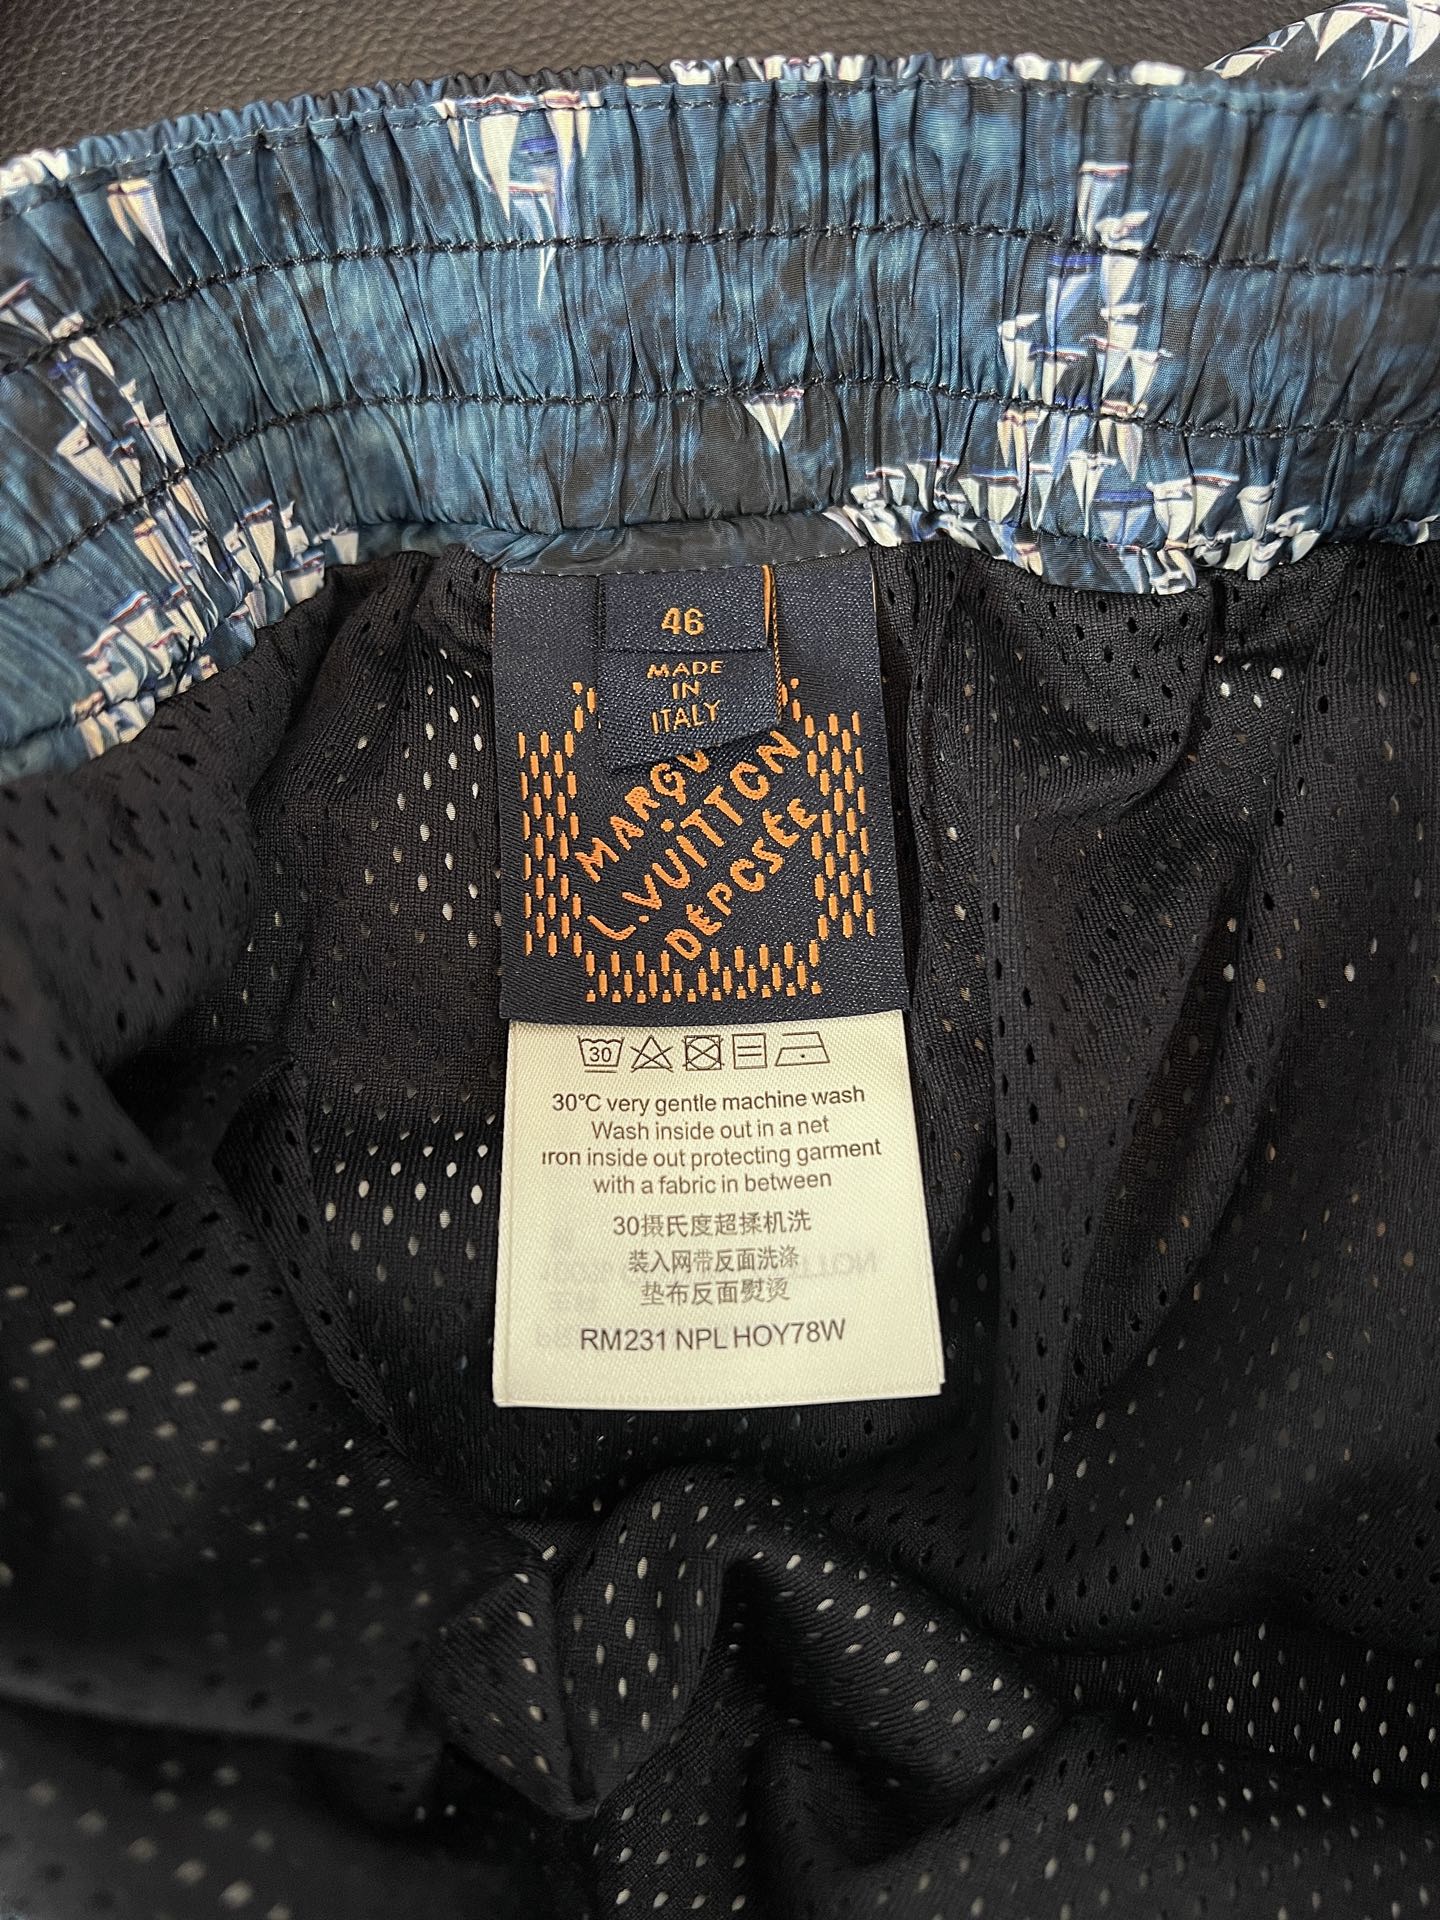 46
MADE
IN
ITALY
L.VUiTTON
30
30°C very gentle machine wash
Wash inside out in a net
Iron inside out protecting garment
with a fabric in between
30摄氏度超揉机洗
装入网带反面洗涤
垫布反面熨烫
RM231 NPL HOY78W